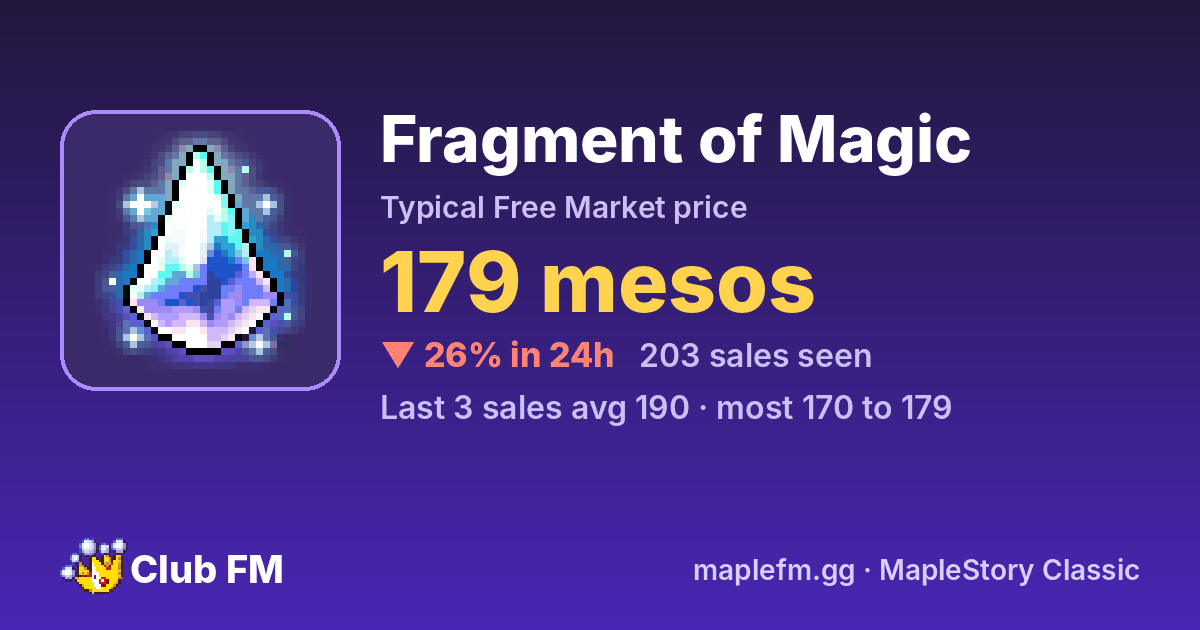 Fragment of Magic
Typical Free Market price
179 mesos
▼ 26% in 24h 203 sales seen
Last 3 sales avg 190 · most 170 to 179
Club FM
maplefm.gg · MapleStory Classic